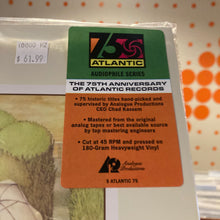 $ 61.99
75
ATLANTIC
AUDIOPHILE SERIES
THE 75TH ANNIVERSARY
OF ATLANTIC RECORDS
• 75 historic titles hand-picked and
supervised by Analogue Productions
CEO Chad Kassem
• Mastered from the original
analog tapes or best available source
by top mastering engineers
• Cut at 45 RPM and pressed on
180-Gram Heavyweight Vinyl
Analogue
Productions
S ATLANTIC 75